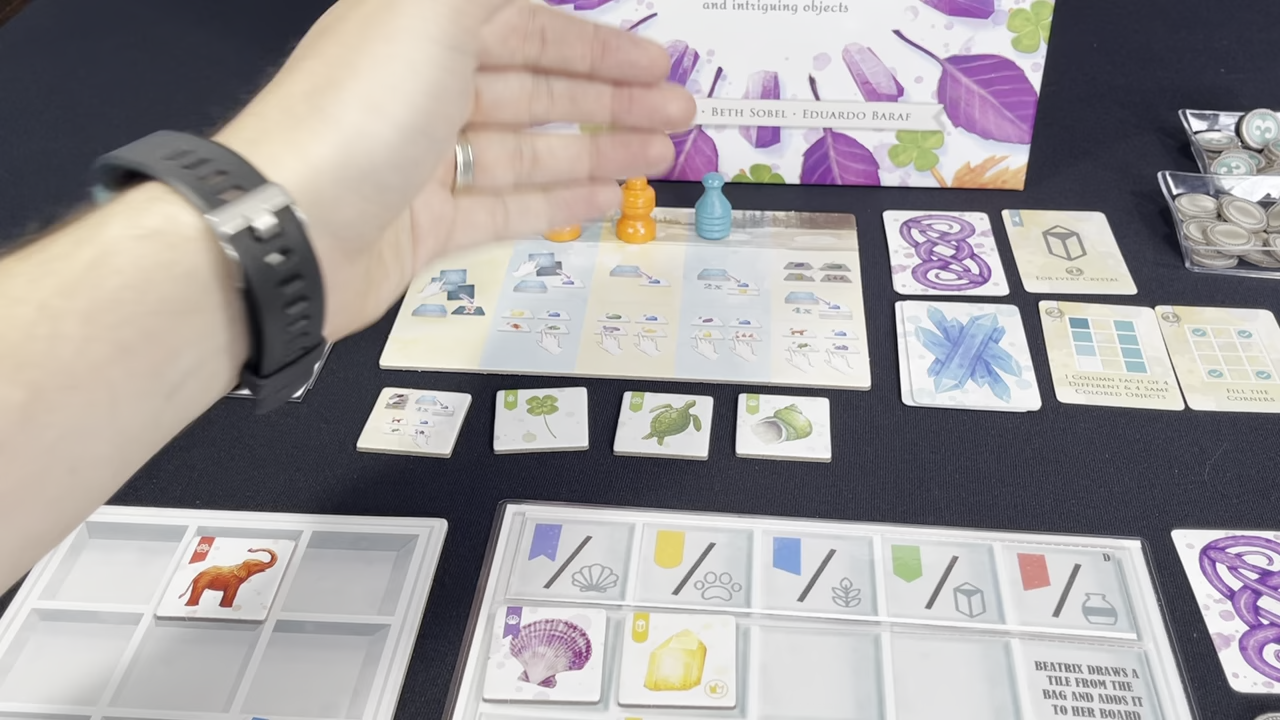 and intriguing objects
· BETH SOBEL · EDUARDO BARAF
3
FOR EVERY CRYSTAL
1 COLUMN EACH OF 4
DIFFERENT & 4 SAME
COLORED OBJECTS
FILL THE
CORNERS
2x
4x
4x
D
BEATRIX DRAWS A
TILE FROM THE
BAG AND ADDS IT
TO HER BOARD